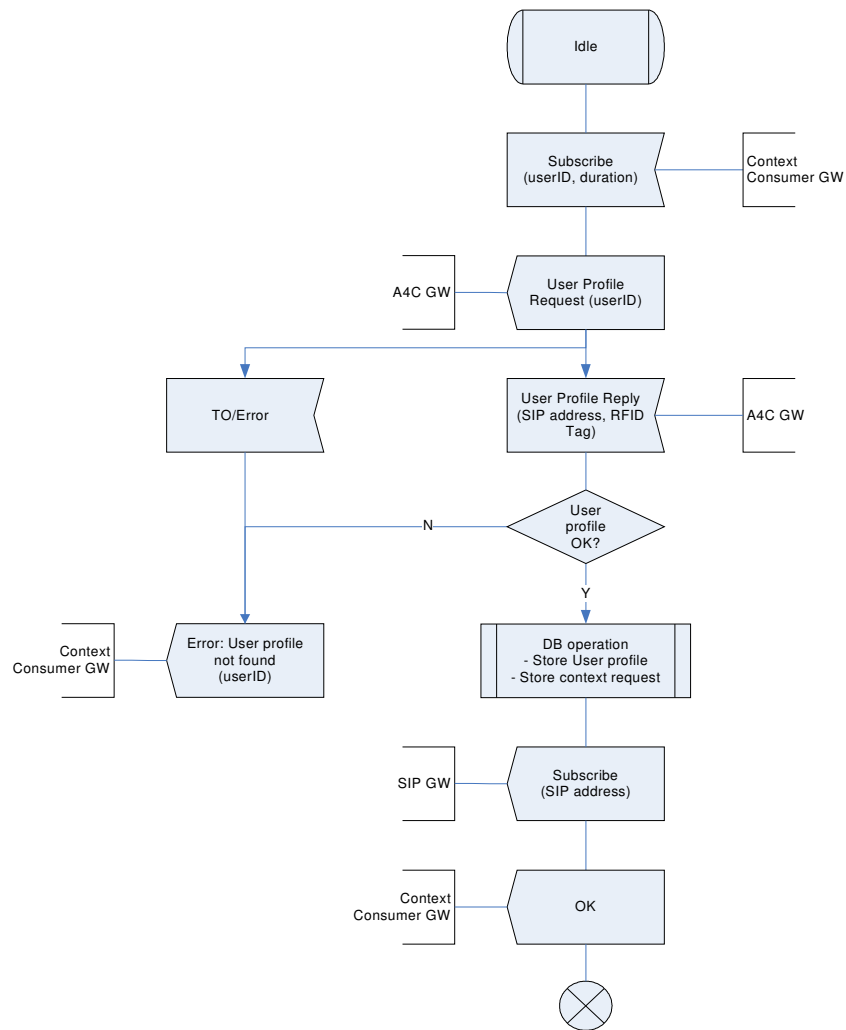 Idle
Subscribe
(userID, duration)
Context
Consumer GW
A4C GW
User Profile
Request (userID)
TO/Error
User Profile Reply
(SIP address, RFID
Tag)
A4C GW
User
profile
OK?
N
Y
Context
Consumer GW
Error: User profile
not found
(userID)
DB operation
- Store User profile
- Store context request
SIP GW
Subscribe
(SIP address)
Context
Consumer GW
OK